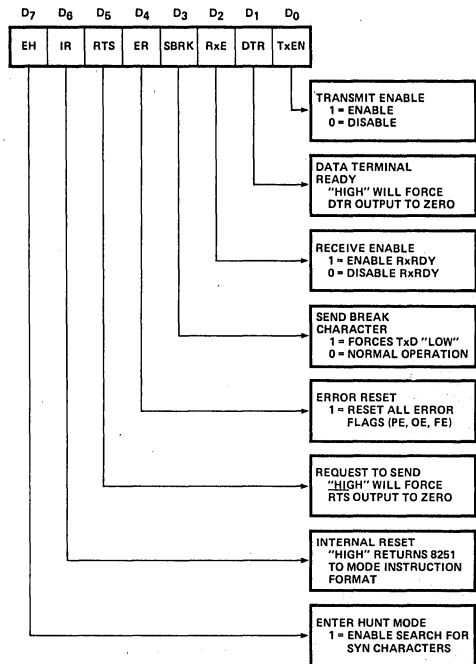 D7 D6 D5 D4 D3 D2 D1 D0
EH IR RTS ER SBRK RxE DTR TxEN
TRANSMIT ENABLE
1 = ENABLE
0 = DISABLE
DATA TERMINAL
READY
"HIGH" WILL FORCE
DTR OUTPUT TO ZERO
RECEIVE ENABLE
1 = ENABLE RxRDY
0 = DISABLE RxRDY
SEND BREAK
CHARACTER
1 = FORCES TxD "LOW"
0 = NORMAL OPERATION
ERROR RESET
1 = RESET ALL ERROR
FLAGS (PE, OE, FE)
REQUEST TO SEND
"HIGH" WILL FORCE
RTS OUTPUT TO ZERO
INTERNAL RESET
"HIGH" RETURNS 8251
TO MODE INSTRUCTION
FORMAT
ENTER HUNT MODE
1 = ENABLE SEARCH FOR
SYN CHARACTERS